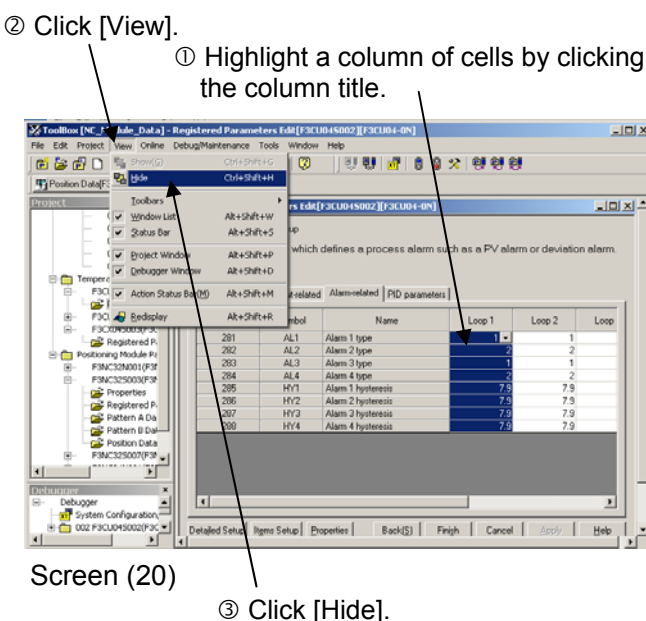 ② Click [View].
① Highlight a column of cells by clicking
the column title.
ToolBox [NC_Module_Data] - Registered Parameters Edit[F3CU04S002][F3CU04-0N]
File Edit Project View Online Debug/Maintenance Tools Window Help
Show(G) Ctrl+Shift+G
Position Data[F3 Hide Ctrl+Shift+H
Project Toolbars rs Edit[F3CU04S002][F3CU04-0N]
Window List Alt+Shift+W
Status Bar Alt+Shift+S up
Project Window Alt+Shift+P which defines a process alarm such as a PV alarm or deviation alarm.
Debugger Window Alt+Shift+D
Tempera
Action Status Bar(M) Alt+Shift+M t-related Alarm-related PID parameters
Redisplay Alt+Shift+R mbol Name Loop 1 Loop 2 Loop
Registered P 281 AL1 Alarm 1 type 1 1
Positioning Module Pa 282 AL2 Alarm 2 type 2 2
F3NC32N001(F3N 283 AL3 Alarm 3 type 1 1
F3NC32S003(F3N 284 AL4 Alarm 4 type 2 2
Properties 285 HY1 Alarm 1 hysteresis 7.9 7.9
Registered P 286 HY2 Alarm 2 hysteresis 7.9 7.9
Pattern A Da 287 HY3 Alarm 3 hysteresis 7.9 7.9
Pattern B Dat 288 HY4 Alarm 4 hysteresis 7.9 7.9
Position Data
F3NC32S007(F3N
Debugger
Debugger
System Configuration,
002 F3CU04S002(F3C Detailed Setup Items Setup Properties Back(S) Finish Cancel Apply Help
Screen (20)
③ Click [Hide].